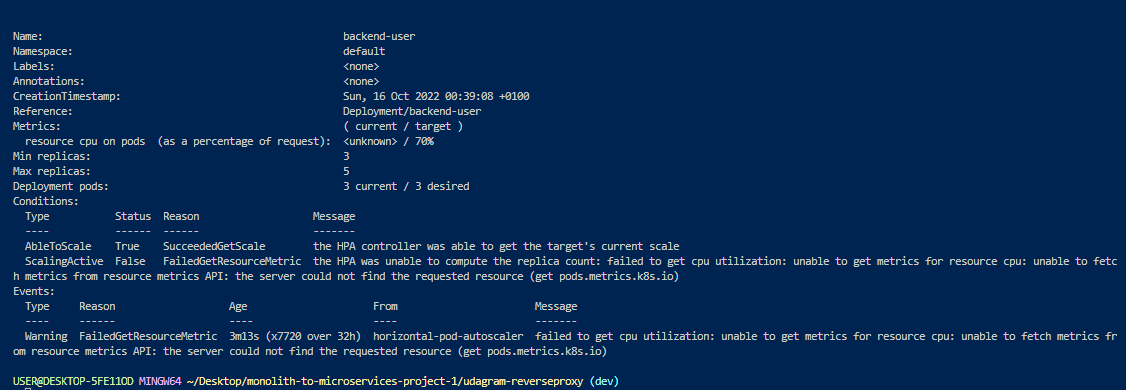 Name: backend-user
Namespace: default
Labels: <none>
Annotations: <none>
CreationTimestamp: Sun, 16 Oct 2022 00:39:08 +0100
Reference: Deployment/backend-user
Metrics: ( current / target )
resource cpu on pods (as a percentage of request): <unknown> / 70%
Min replicas: 3
Max replicas: 5
Deployment pods: 3 current / 3 desired
Conditions:
Type Status Reason Message
---- ------ ------ -------
AbleToScale True SucceededGetScale the HPA controller was able to get the target's current scale
ScalingActive False FailedGetResourceMetric the HPA was unable to compute the replica count: failed to get cpu utilization: unable to get metrics for resource cpu: unable to fetc
h metrics from resource metrics API: the server could not find the requested resource (get pods.metrics.k8s.io)
Events:
Type Reason Age From Message
---- ------ ---- ---- -------
Warning FailedGetResourceMetric 3m13s (x7720 over 32h) horizontal-pod-autoscaler failed to get cpu utilization: unable to get metrics for resource cpu: unable to fetch metrics fr
om resource metrics API: the server could not find the requested resource (get pods.metrics.k8s.io)
USER@DESKTOP-5FE11OD MINGW64 ~/Desktop/monolith-to-microservices-project-1/udagram-reverseproxy (dev)